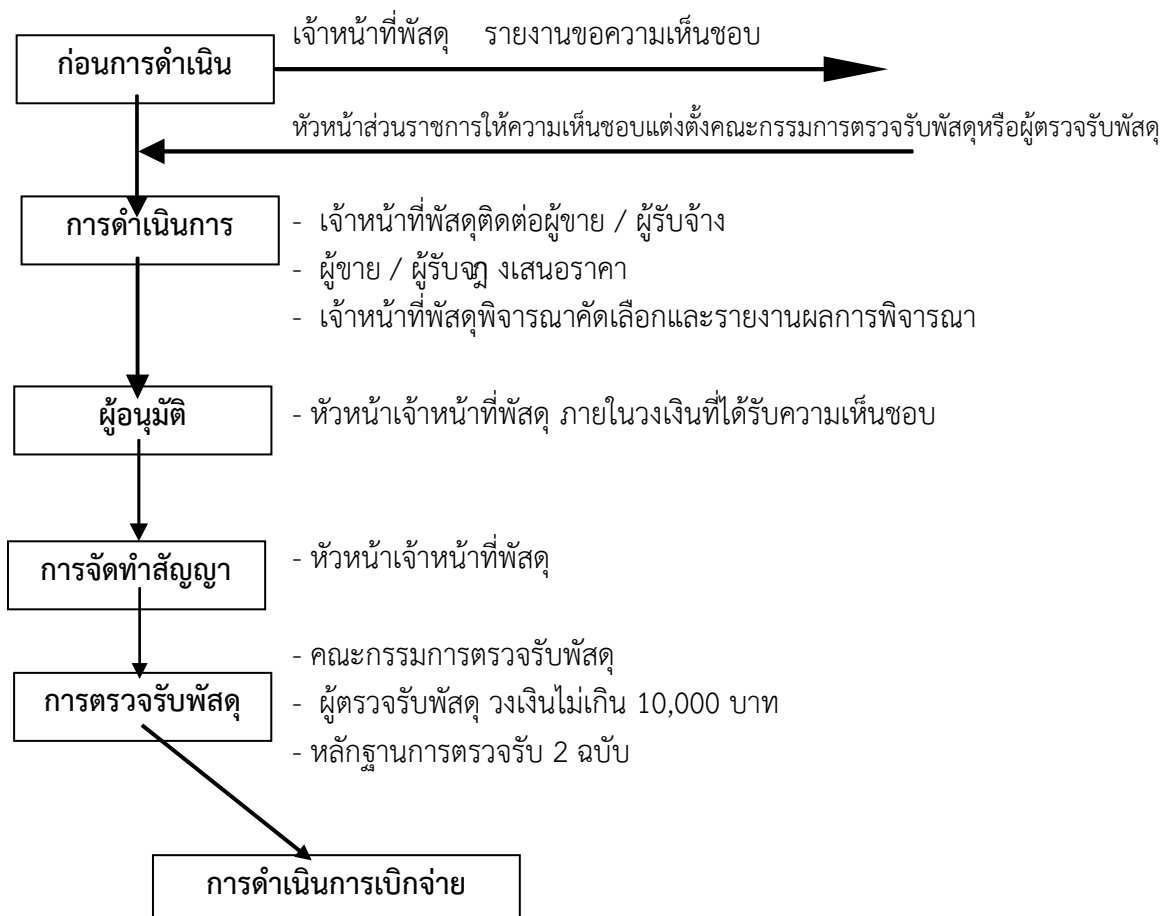 เจ้าหน้าที่พัสดุ รายงานขอความเห็นชอบ
ก่อนการดำเนิน
หัวหน้าส่วนราชการให้ความเห็นชอบแต่งตั้งคณะกรรมการตรวจรับพัสดุหรือผู้ตรวจรับพัสดุ
การดำเนินการ
- เจ้าหน้าที่พัสดุติดต่อผู้ขาย / ผู้รับจ้าง
- ผู้ขาย / งเสนอราคา
- เจ้าหน้าที่พัสดุพิจารณาคัดเลือกและรายงานผลการพิจารณา
ผู้อนุมัติ
- หัวหน้าเจ้าหน้าที่พัสดุ ภายในวงเงินที่ได้รับความเห็นชอบ
การจัดทำสัญญา
- หัวหน้าเจ้าหน้าที่พัสดุ
การตรวจรับพัสดุ
- คณะกรรมการตรวจรับพัสดุ
- ผู้ตรวจรับพัสดุ วงเงินไม่เกิน 10,000 บาท
- หลักฐานการตรวจรับ 2 ฉบับ
การดำเนินการเบิกจ่าย